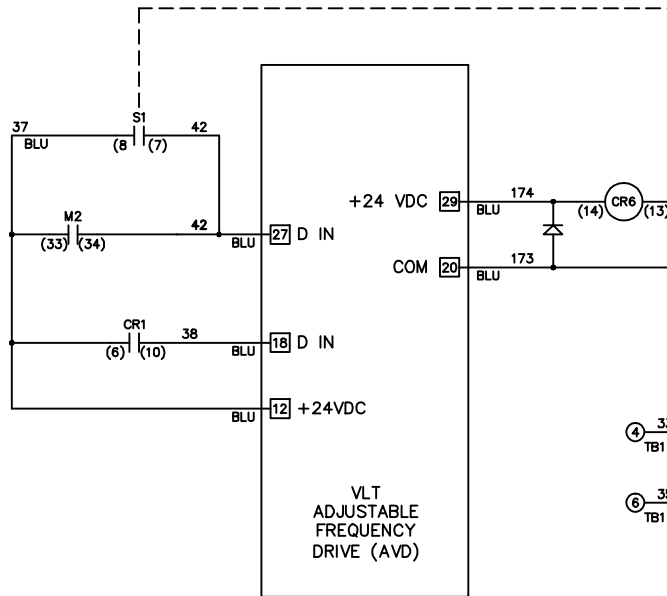 S1
37
42
BLU
(8
(7)
+24 VDC
29
174
BLU
(14)
CR6
(13)
M2
42
(33)
(34)
BLU
27
D IN
COM
20
173
BLU
CR1
38
(6)
(10)
BLU
18
D IN
BLU
12
+24VDC
4
TB1
6
TB1
VLT
ADJUSTABLE
FREQUENCY
DRIVE (AVD)